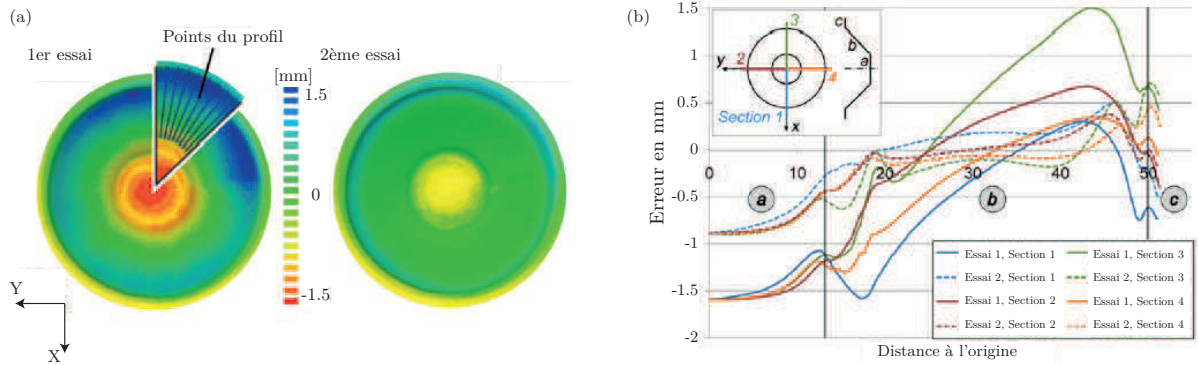 (a)
Points du profil
1er essai
2ème essai
[mm]
1.5
0
-1.5
Y
X
(b)
Erreur en mm
1.5
1
0.5
0
-0.5
-1
-1.5
-2
0
10
20
30
40
50
3
c
b
a
y
2
4
Section 1
x
a
b
c
Essai 1, Section 1
Essai 1, Section 3
Essai 2, Section 1
Essai 2, Section 3
Essai 1, Section 2
Essai 1, Section 4
Essai 2, Section 2
Essai 2, Section 4
Distance à l'origine